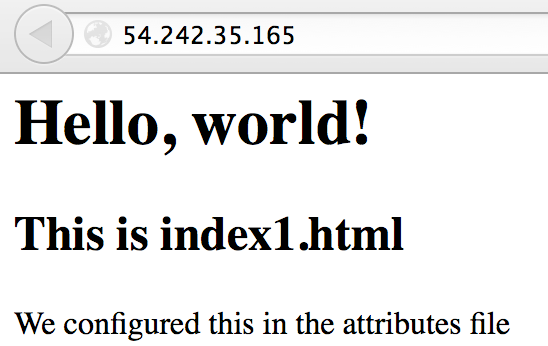 54.242.35.165
Hello, world!
This is index1.html
We configured this in the attributes file